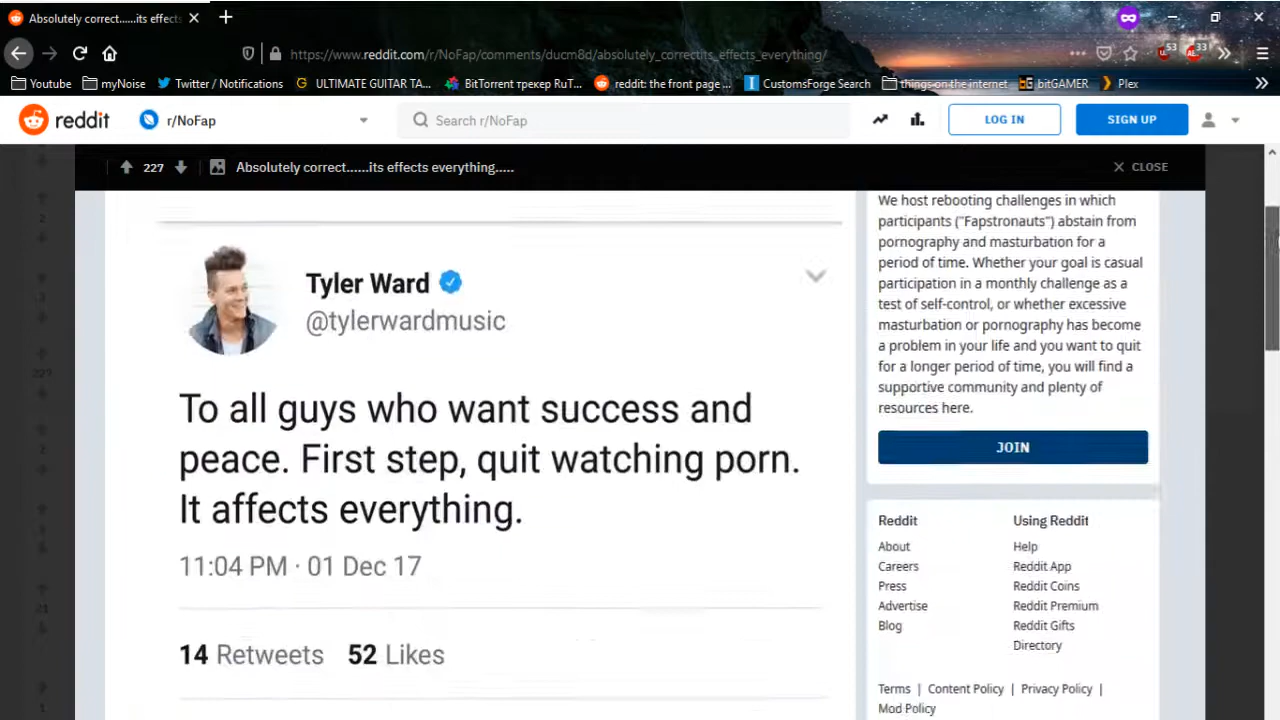 Absolutely correct......its effects
https://www.reddit.com/r/NoFap/comments/ducm8d/absolutely_correctits_effects_everything/
53
33
Youtube
myNoise
Twitter / Notifications
ULTIMATE GUITAR TA...
BitTorrent трекер RuT...
reddit: the front page ...
CustomsForge Search
things on the internet
bitGAMER
Plex
reddit
r/NoFap
Search r/NoFap
LOG IN
SIGN UP
227
Absolutely correct......its effects everything.....
CLOSE
Tyler Ward
@tylerwardmusic
To all guys who want success and
peace. First step, quit watching porn.
It affects everything.
11:04 PM · 01 Dec 17
14 Retweets 52 Likes
We host rebooting challenges in which
participants ("Fapstronauts") abstain from
pornography and masturbation for a
period of time. Whether your goal is casual
participation in a monthly challenge as a
test of self-control, or whether excessive
masturbation or pornography has become
a problem in your life and you want to quit
for a longer period of time, you will find a
supportive community and plenty of
resources here.
JOIN
Reddit
About
Careers
Press
Advertise
Blog
Using Reddit
Help
Reddit App
Reddit Coins
Reddit Premium
Reddit Gifts
Directory
Terms | Content Policy | Privacy Policy |
Mod Policy